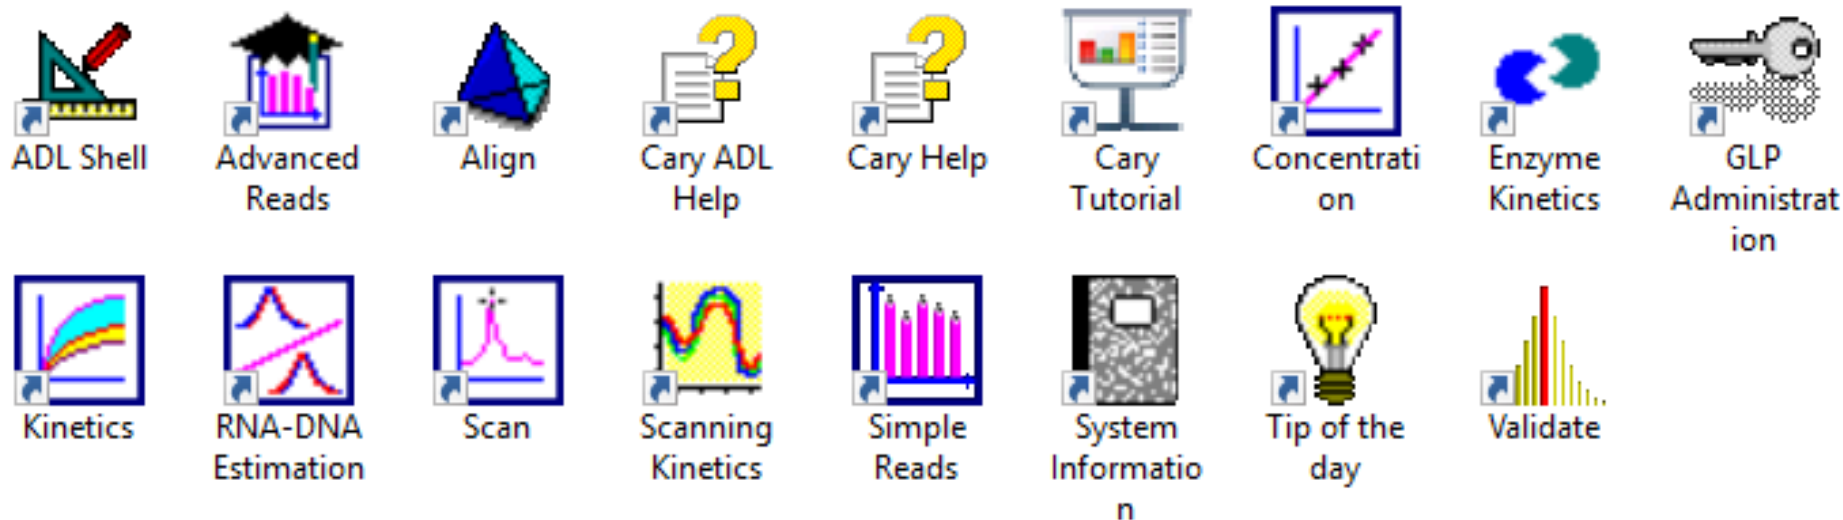 ADL Shell
Advanced
Reads
Align
Cary ADL
Help
Cary Help
Cary
Tutorial
Concentrati
on
Enzyme
Kinetics
GLP
Administrat
ion
Kinetics
RNA-DNA
Estimation
Scan
Scanning
Kinetics
Simple
Reads
System
Informatio
n
Tip of the
day
Validate